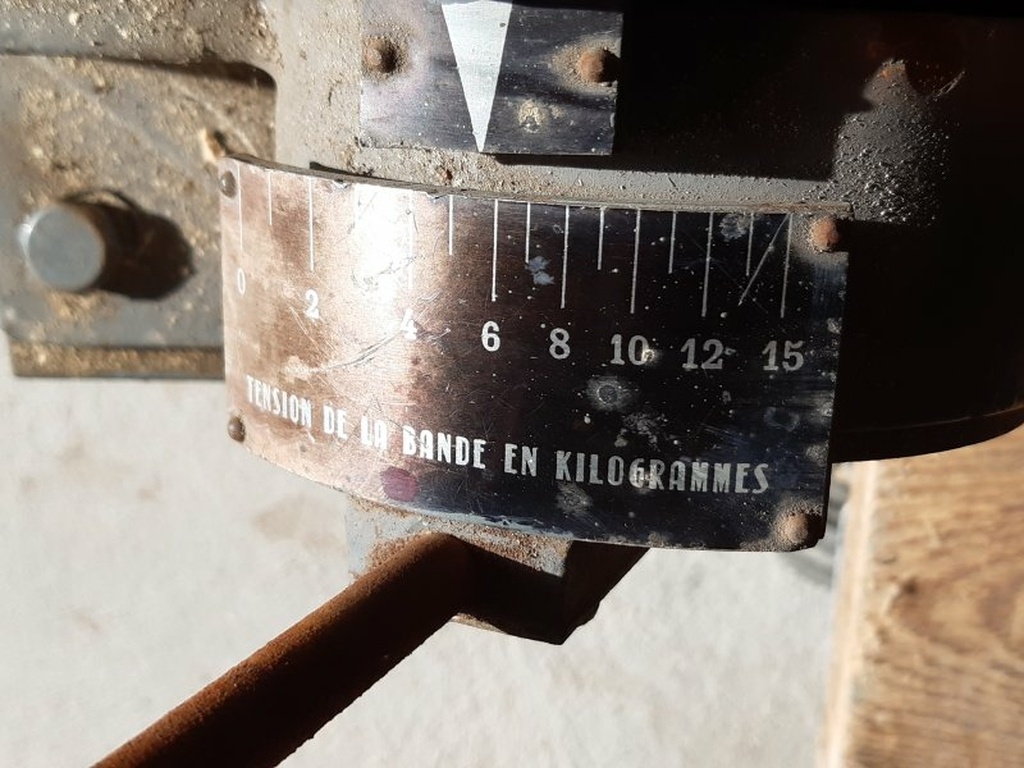 0 2 4 6 8 10 12 15
TENSION DE LA BANDE EN KILOGRAMMES